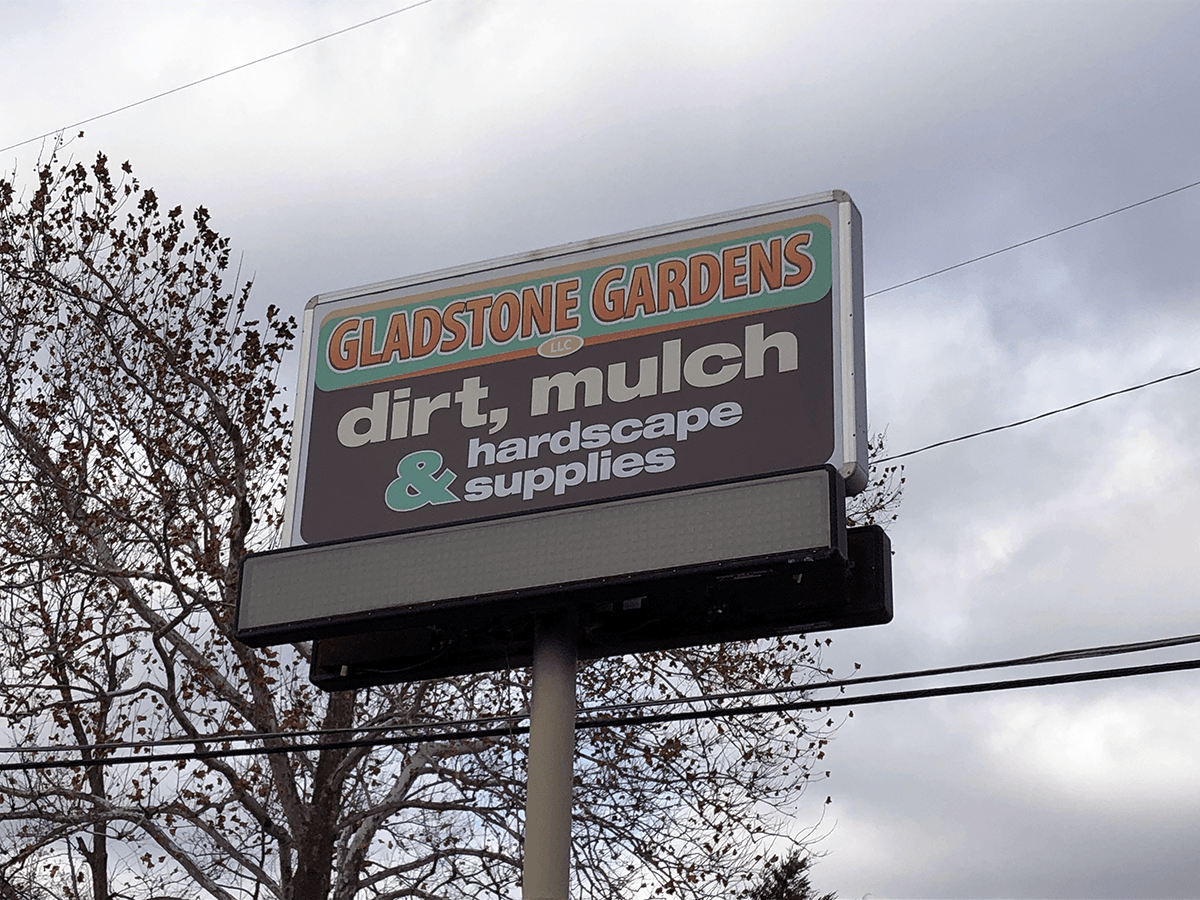 GLADSTONE GARDENS
LLC
dirt, mulch
& hardscape
supplies